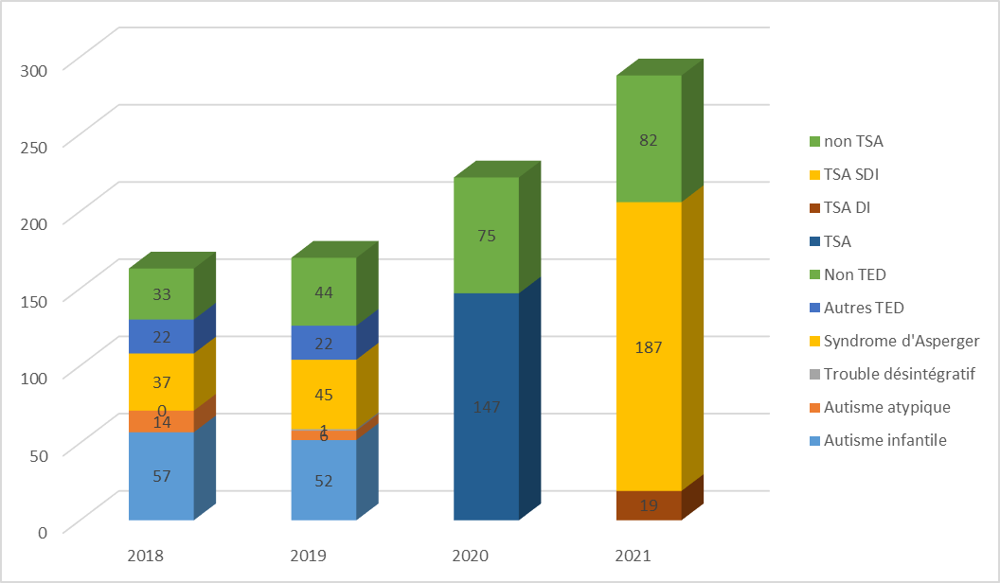 300
250
200
150
100
50
0
33
22
37
0
14
57
44
22
45
1
6
52
75
147
82
187
19
2018
2019
2020
2021
non TSA
TSA SDI
TSA DI
TSA
Non TED
Autres TED
Syndrome d'Asperger
Trouble désintégratif
Autisme atypique
Autisme infantile